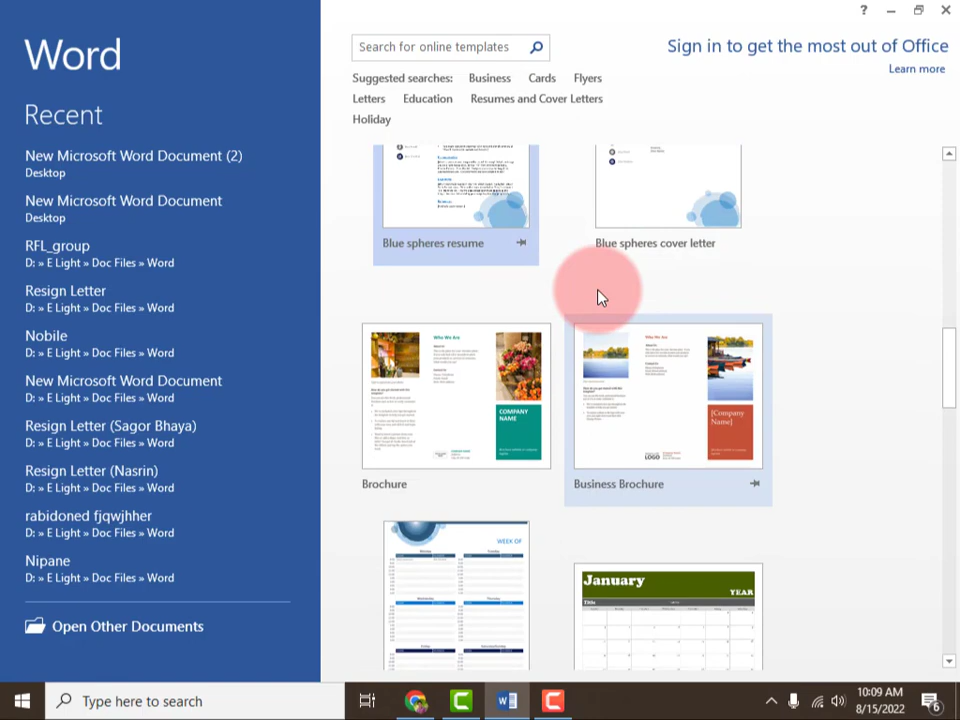 ?
Word
Recent
New Microsoft Word Document (2)
Desktop
New Microsoft Word Document
Desktop
RFL_group
D: » E Light » Doc Files » Word
Resign Letter
D: » E Light » Doc Files » Word
Nobile
D: » E Light » Doc Files » Word
New Microsoft Word Document
D: » E Light » Doc Files » Word
Resign Letter (Sagor Bhaya)
D: » E Light » Doc Files » Word
Resign Letter (Nasrin)
D: » E Light » Doc Files » Word
rabidoned fjqwjhher
D: » E Light » Doc Files » Word
Nipane
D: » E Light » Doc Files » Word
Open Other Documents
Search for online templates
Suggested searches: Business Cards Flyers
Letters Education Resumes and Cover Letters
Holiday
Sign in to get the most out of Office
Learn more
Blue spheres resume
Blue spheres cover letter
Who We Are
COMPANY
NAME
Brochure
Who We Are
[Company
Name]
LOGO
Business Brochure
WEEK OF
January
YEAR
Type here to search
10:09 AM
8/15/2022
6